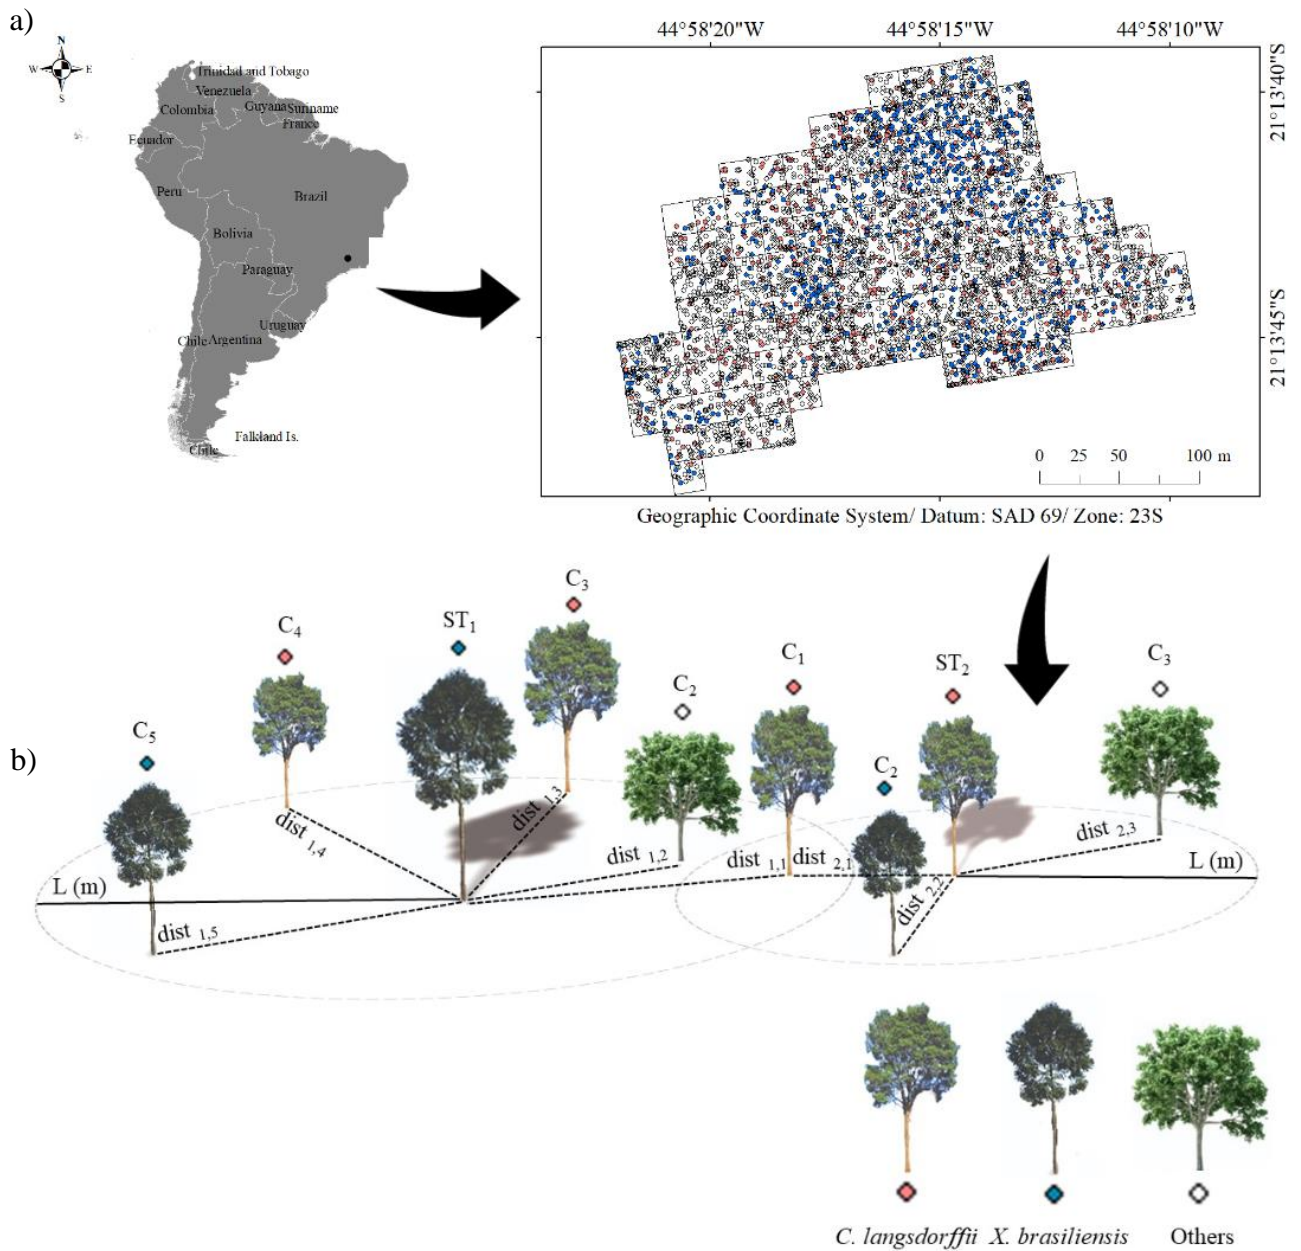 a)
N
W
E
S
Trinidad and Tobago
Venezuela
Guyana
Suriname
Colombia
France
Ecuador
Peru
Brazil
Bolivia
Paraguay
Uruguay
Chile
Argentina
Falkland Is.
Chile
44°58'20"W
44°58'15"W
44°58'10"W
21°13'40"S
21°13'45"S
0 25 50 100 m
Geographic Coordinate System/ Datum: SAD 69/ Zone: 23S
b)
C5
C4
ST1
C3
C2
C1
ST2
C2
C3
L (m)
dist 1,5
dist 1,4
dist 1,3
dist 1,2
dist 1,1
dist 2,1
dist 2,2
dist 2,3
L (m)
C. langsdorffii
X. brasiliensis
Others